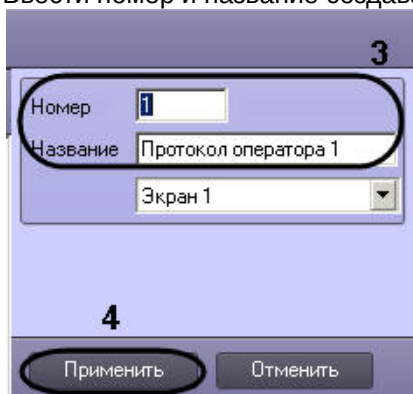 3
Номер 1
Название Протокол оператора 1
Экран 1
4
Применить Отменить